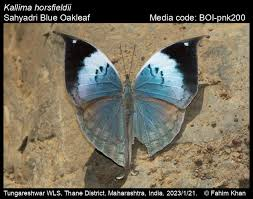 Kallima horsfieldii
Sahyadri Blue Oakleaf
Media code: BOI-pnk200
Tungareshwar WLS, Thane District, Maharashtra, India. 2023/1/21. © Fahim Khan